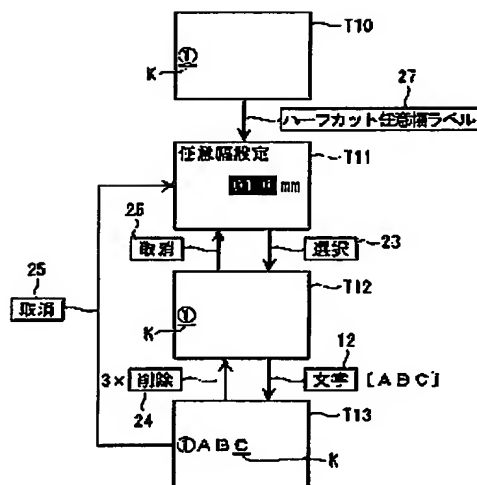 T10
①
K
27
ハーフカット任意幅ラベル
任意幅設定
T11
mm
25
取消
選択
23
25
取消
T12
①
K
12
3×
削除
文字
[ABC]
24
T13
①ABC
K